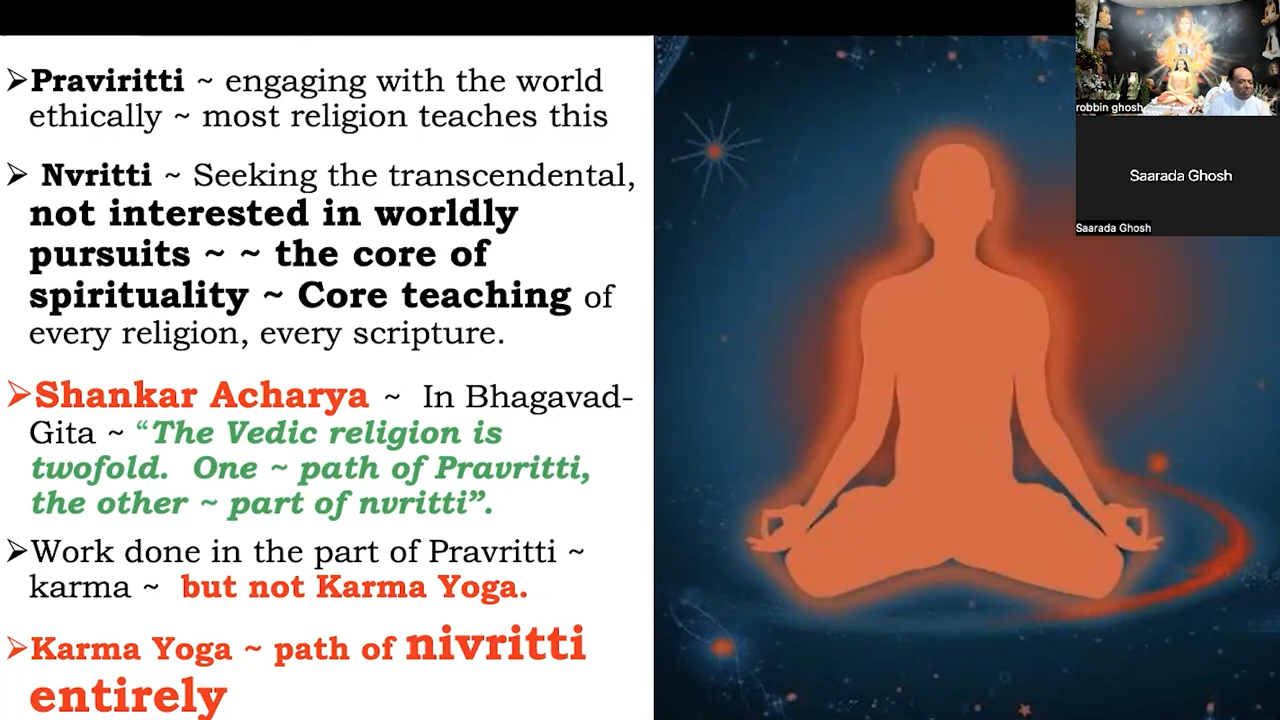 ➢Praviritti ~ engaging with the world
ethically ~ most religion teaches this
➢ Nvritti ~ Seeking the transcendental,
not interested in worldly
pursuits ~ ~ the core of
spirituality ~ Core teaching of
every religion, every scripture.
➢Shankar Acharya ~ In Bhagavad-
Gita ~ “The Vedic religion is
twofold. One ~ path of Pravritti,
the other ~ part of nvritti”.
➢Work done in the part of Pravritti ~
karma ~ but not Karma Yoga.
➢Karma Yoga ~ path of nivritti
entirely
robbin ghosh
Saarada Ghosh
Saarada Ghosh